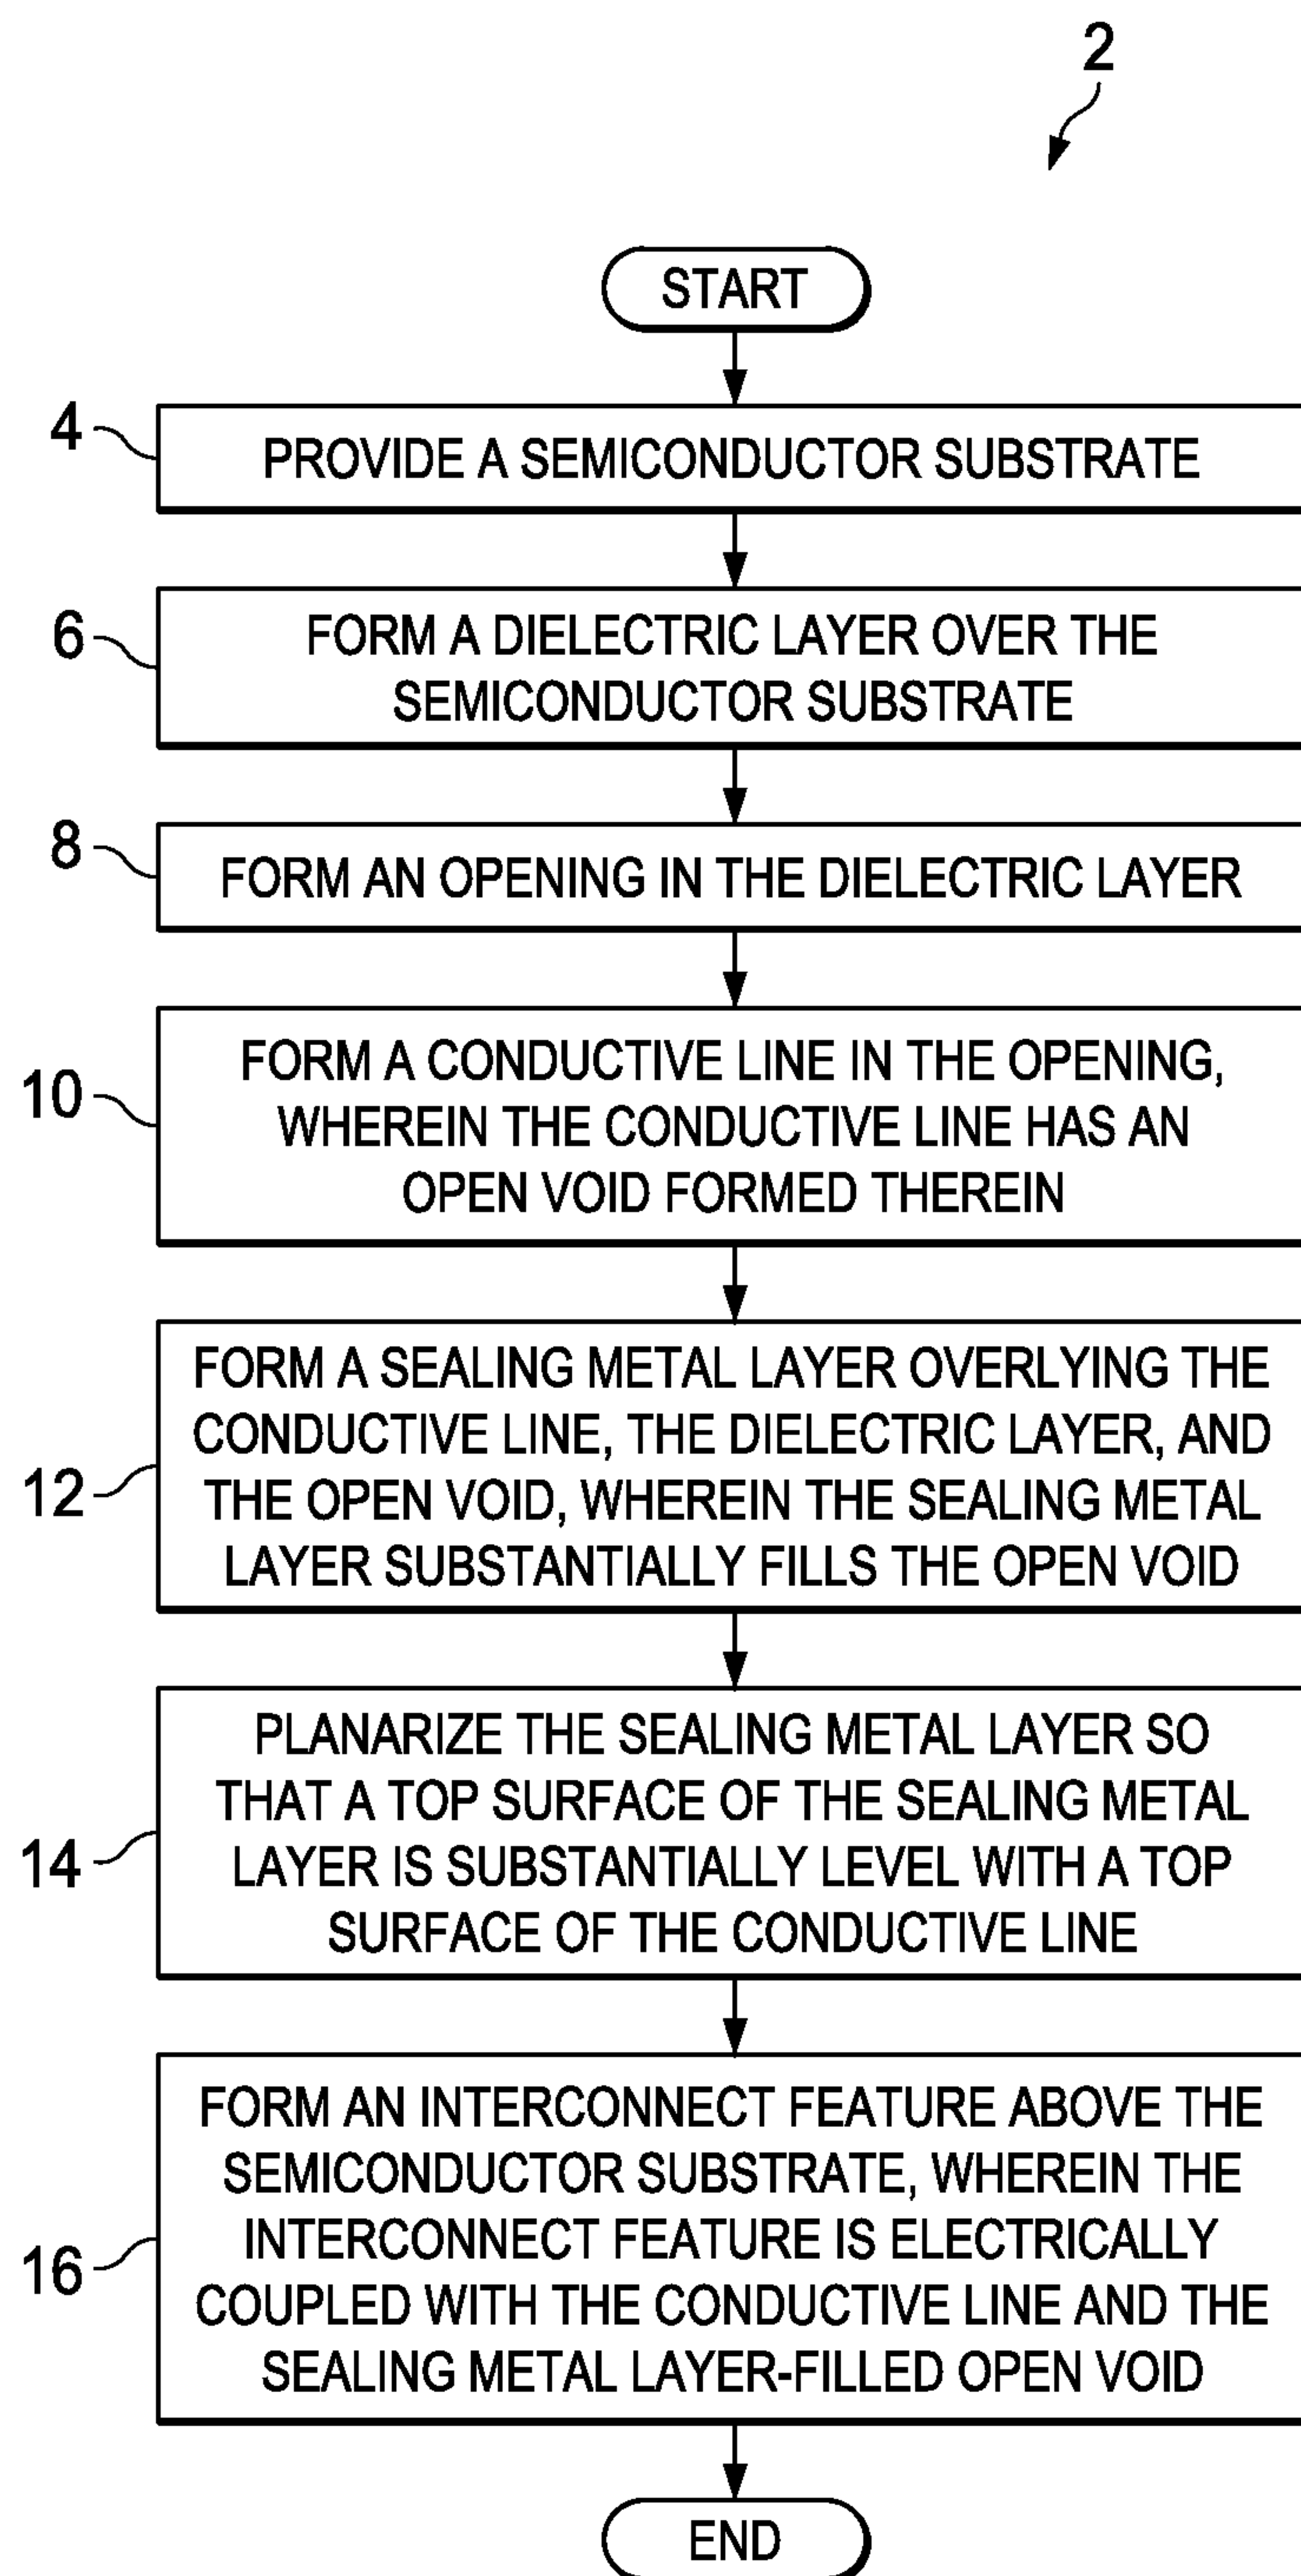 2
START
4
PROVIDE A SEMICONDUCTOR SUBSTRATE
6
FORM A DIELECTRIC LAYER OVER THE
SEMICONDUCTOR SUBSTRATE
8
FORM AN OPENING IN THE DIELECTRIC LAYER
10
FORM A CONDUCTIVE LINE IN THE OPENING,
WHEREIN THE CONDUCTIVE LINE HAS AN
OPEN VOID FORMED THEREIN
12
FORM A SEALING METAL LAYER OVERLYING THE
CONDUCTIVE LINE, THE DIELECTRIC LAYER, AND
THE OPEN VOID, WHEREIN THE SEALING METAL
LAYER SUBSTANTIALLY FILLS THE OPEN VOID
14
PLANARIZE THE SEALING METAL LAYER SO
THAT A TOP SURFACE OF THE SEALING METAL
LAYER IS SUBSTANTIALLY LEVEL WITH A TOP
SURFACE OF THE CONDUCTIVE LINE
16
FORM AN INTERCONNECT FEATURE ABOVE THE
SEMICONDUCTOR SUBSTRATE, WHEREIN THE
INTERCONNECT FEATURE IS ELECTRICALLY
COUPLED WITH THE CONDUCTIVE LINE AND THE
SEALING METAL LAYER-FILLED OPEN VOID
END